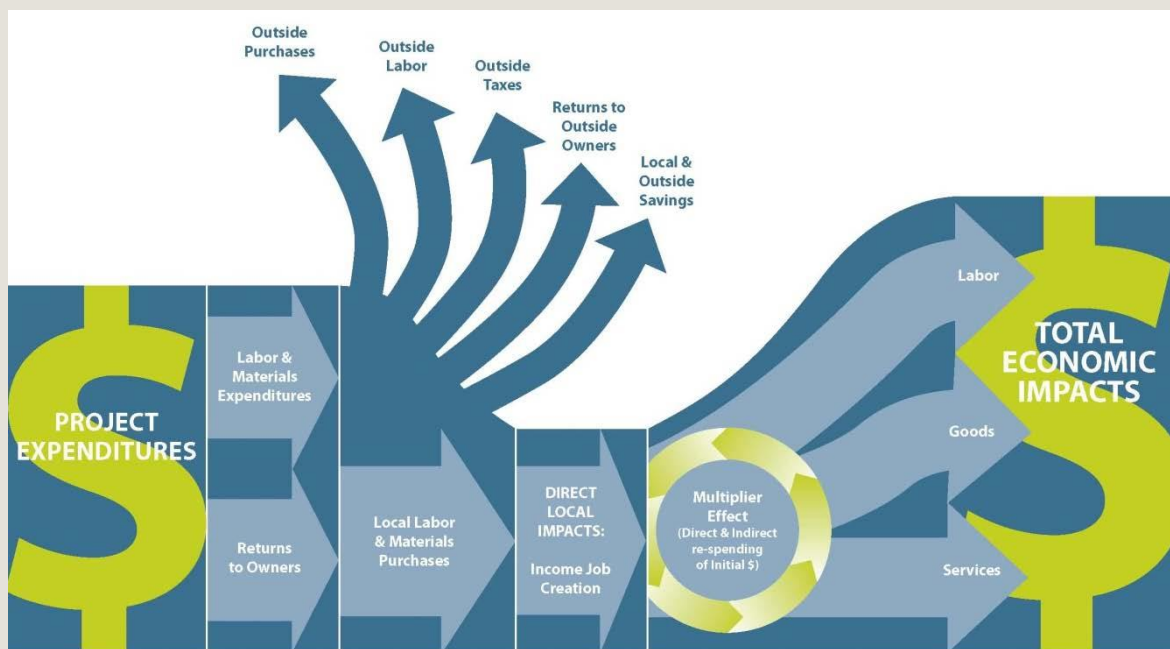 Outside
Purchases
Outside
Labor
Outside
Taxes
Returns to
Outside
Owners
Local &
Outside
Savings
PROJECT
EXPENDITURES
Labor &
Materials
Expenditures
Returns
to Owners
Local Labor
& Materials
Purchases
DIRECT
LOCAL
IMPACTS:
Income Job
Creation
Multiplier
Effect
(Direct & Indirect
re-spending
of Initial $)
Labor
Goods
Services
TOTAL
ECONOMIC
IMPACTS